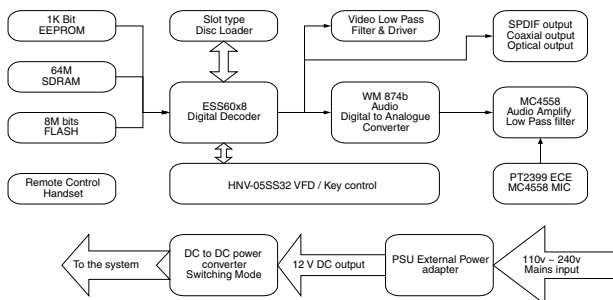 1K Bit
EEPROM
Slot type
Disc Loader
Video Low Pass
Filter & Driver
SPDIF output
Coaxial output
Optical output
64M
SDRAM
ESS60x8
Digital Decoder
WM 874b
Audio
Digital to Analogue
Converter
MC4558
Audio Amplify
Low Pass filter
8M bits
FLASH
Remote Control
Handset
HNV-05SS32 VFD / Key control
PT2399 ECE
MC4558 MIC
To the system
DC to DC power
converter
Switching Mode
12 V DC output
PSU External Power
adapter
110v ~ 240v
Mains input